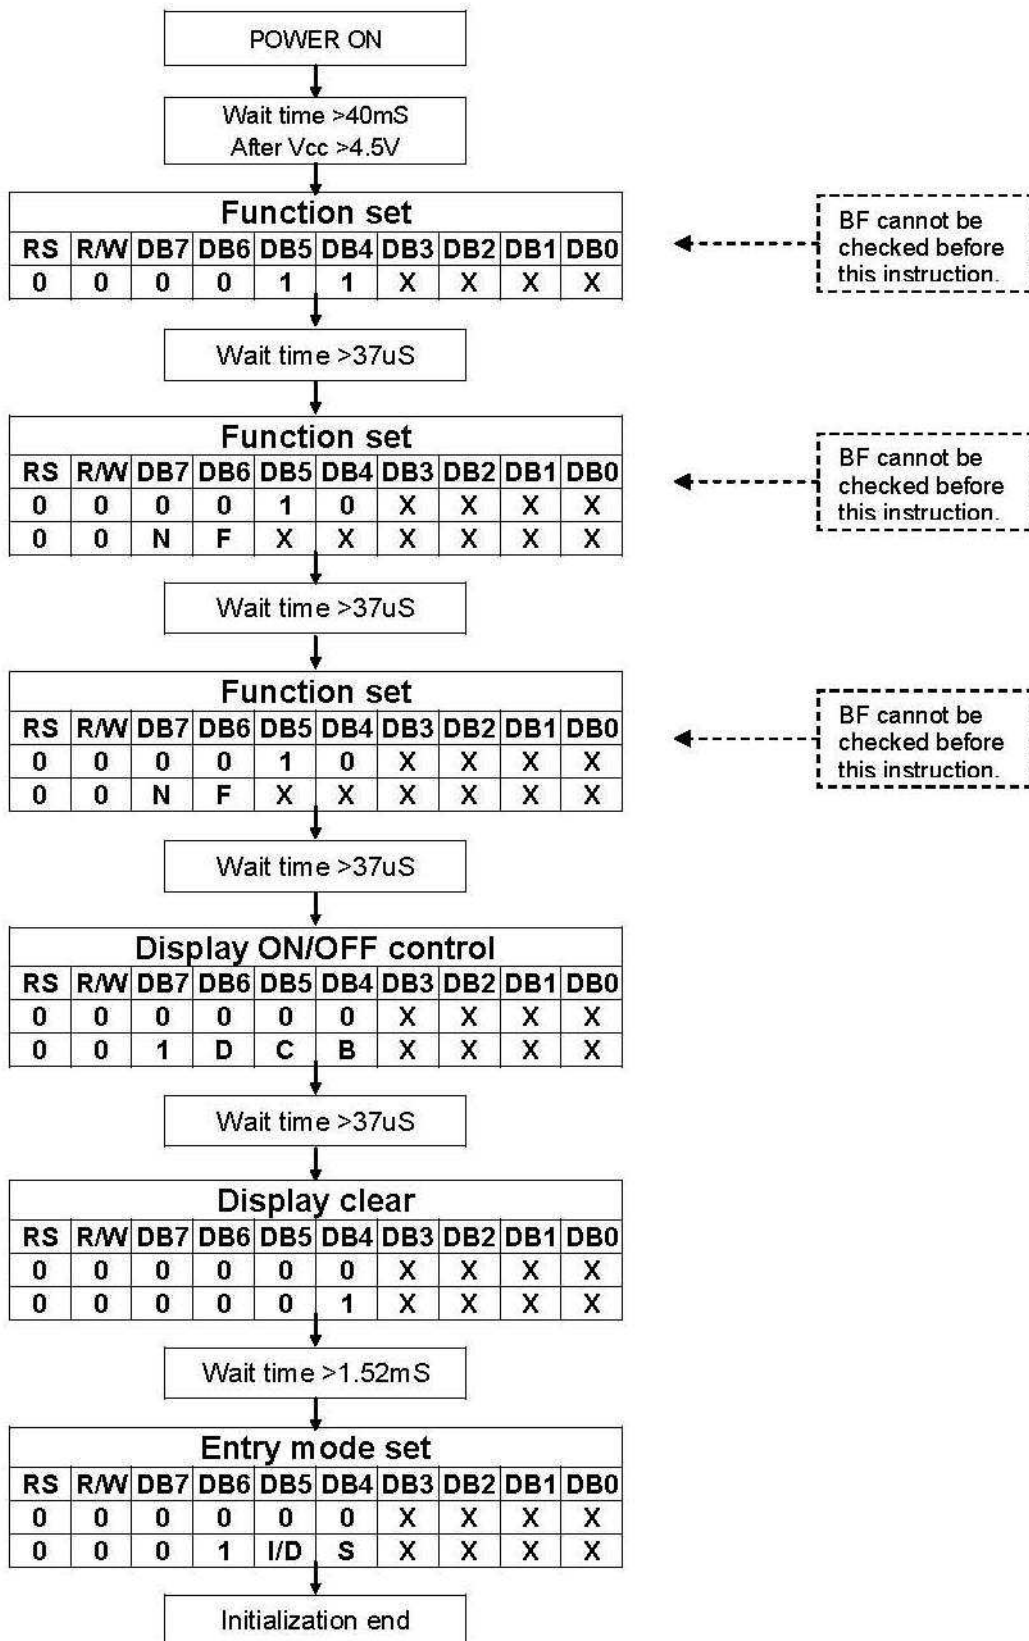 POWER ON
Wait time >40mS
After Vcc >4.5V
Function set
RS R/W DB7 DB6 DB5 DB4 DB3 DB2 DB1 DB0
0 0 0 0 1 1 X X X X
BF cannot be
checked before
this instruction.
Wait time >37uS
Function set
RS R/W DB7 DB6 DB5 DB4 DB3 DB2 DB1 DB0
0 0 0 0 1 0 X X X X
0 0 N F X X X X X X
BF cannot be
checked before
this instruction.
Wait time >37uS
Function set
RS R/W DB7 DB6 DB5 DB4 DB3 DB2 DB1 DB0
0 0 0 0 1 0 X X X X
0 0 N F X X X X X X
BF cannot be
checked before
this instruction.
Wait time >37uS
Display ON/OFF control
RS R/W DB7 DB6 DB5 DB4 DB3 DB2 DB1 DB0
0 0 0 0 0 0 X X X X
0 0 1 D C B X X X X
Wait time >37uS
Display clear
RS R/W DB7 DB6 DB5 DB4 DB3 DB2 DB1 DB0
0 0 0 0 0 0 X X X X
0 0 0 0 0 1 X X X X
Wait time >1.52mS
Entry mode set
RS R/W DB7 DB6 DB5 DB4 DB3 DB2 DB1 DB0
0 0 0 0 0 0 X X X X
0 0 0 1 I/D S X X X X
Initialization end